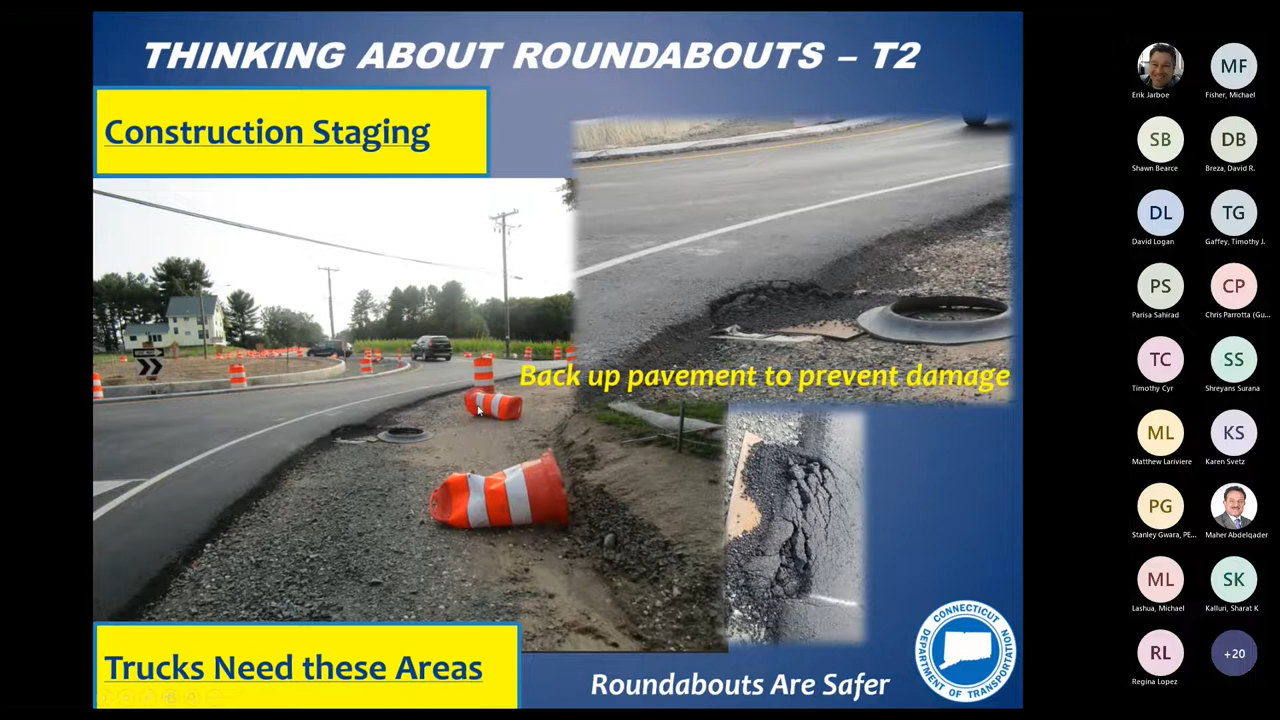 THINKING ABOUT ROUNDABOUTS – T2
Construction Staging
Back up pavement to prevent damage
Trucks Need these Areas
Roundabouts Are Safer
CONNECTICUT
DEPARTMENT OF TRANSPORTATION
Erik Jarboe
MF
Fisher, Michael
SB
Shawn Bearce
DB
Breza, David R.
DL
David Logan
TG
Gaffey, Timothy J.
PS
Parisa Sahirad
CP
Chris Parrotta (Gu...
TC
Timothy Cyr
SS
Shreyans Surana
ML
Matthew Lariviere
KS
Karen Svetz
PG
Stanley Gwara, PE...
Maher Abdelqader
ML
Lashua, Michael
SK
Kalluri, Sharat K
RL
Regina Lopez
+20